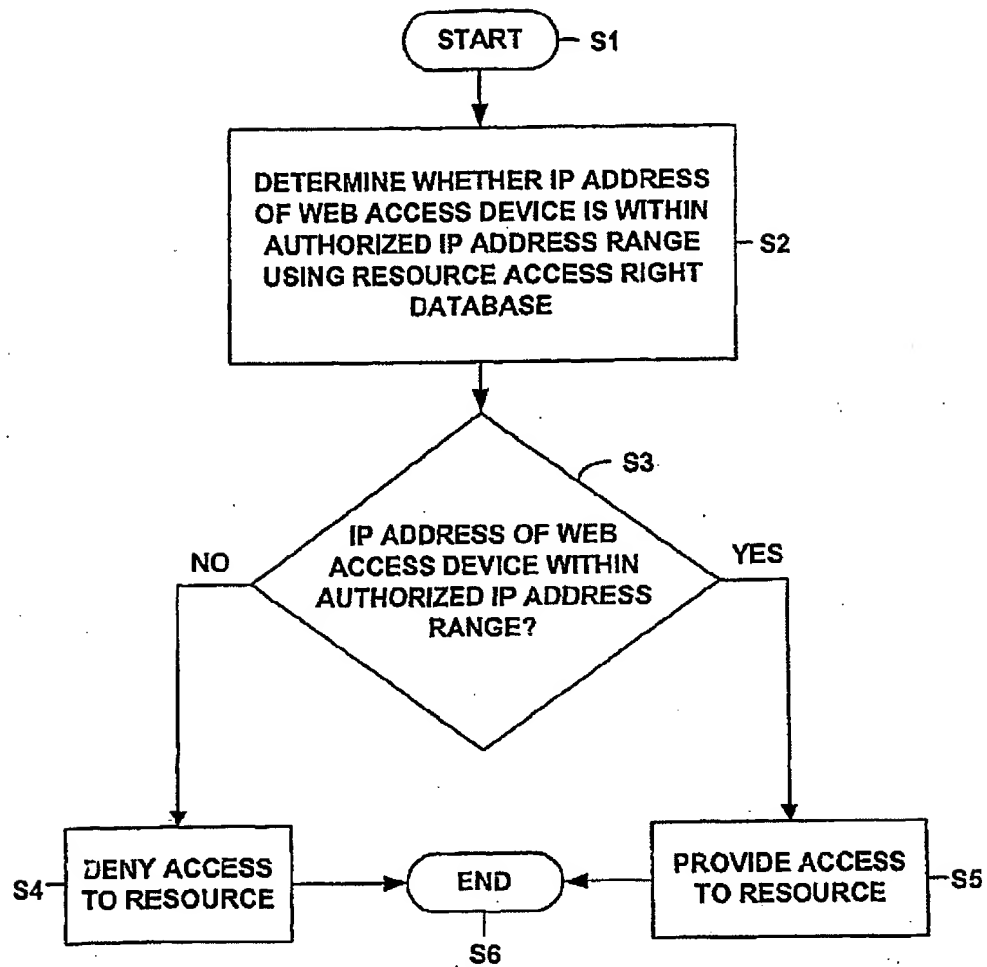 START
S1
DETERMINE WHETHER IP ADDRESS
OF WEB ACCESS DEVICE IS WITHIN
AUTHORIZED IP ADDRESS RANGE
USING RESOURCE ACCESS RIGHT
DATABASE
S2
S3
IP ADDRESS OF WEB
ACCESS DEVICE WITHIN
AUTHORIZED IP ADDRESS
RANGE?
NO
YES
S4
DENY ACCESS
TO RESOURCE
END
S6
PROVIDE ACCESS
TO RESOURCE
S5